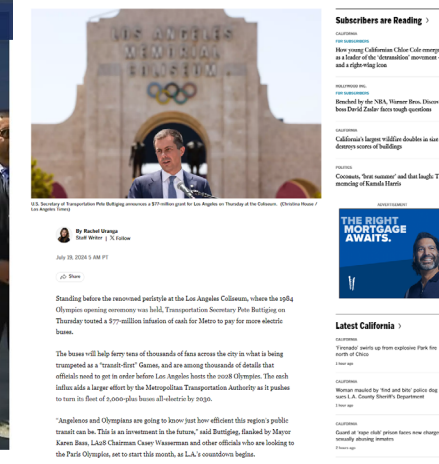 LOS ANGELES
MEMORIAL
COLISEUM
U.S. Secretary of Transportation Pete Buttigieg announces a $77-million grant for Los Angeles on Thursday at the Coliseum. (Christina House /
Los Angeles Times)
By Rachel Uranga
Staff Writer | X Follow
July 19, 2024 5 AM PT
Share
Standing before the renowned peristyle at the Los Angeles Coliseum, where the 1984
Olympics opening ceremony was held, Transportation Secretary Pete Buttigieg on
Thursday touted a $77-million infusion of cash for Metro to pay for more electric
buses.
The buses will help ferry tens of thousands of fans across the city in what is being
trumpeted as a "transit-first" Games, and are among thousands of details that
officials need to get in order before Los Angeles hosts the 2028 Olympics. The cash
influx aids a larger effort by the Metropolitan Transportation Authority as it pushes
to turn its fleet of 2,000-plus buses all-electric by 2030.
"Angelenos and Olympians are going to know just how efficient this region's public
transit can be. This is an investment in the future," said Buttigieg, flanked by Mayor
Karen Bass, LA28 Chairman Casey Wasserman and other officials who are looking to
the Paris Olympics, set to start this month, as L.A.'s countdown begins.
Subscribers are Reading >
CALIFORNIA
FOR SUBSCRIBERS
How young Californian Chloe Cole emerg
as a leader of the 'detransition' movement
and a right-wing icon
HOLLYWOOD INC.
FOR SUBSCRIBERS
Benched by the NBA, Warner Bros. Discov
boss David Zaslav faces tough questions
CALIFORNIA
California's largest wildfire doubles in size
destroys scores of buildings
POLITICS
Coconuts, 'brat summer' and that laugh: T
memeing of Kamala Harris
ADVERTISEMENT
THE RIGHT
MORTGAGE
AWAITS.
Latest California >
CALIFORNIA
'Firenado' swirls up from explosive Park fire
north of Chico
1 hour ago
CALIFORNIA
Woman mauled by 'find and bite' police dog
sues L.A. County Sheriff's Department
1 hour ago
CALIFORNIA
Guard at 'rape club' prison faces new charges
sexually abusing inmates
2 hours ago